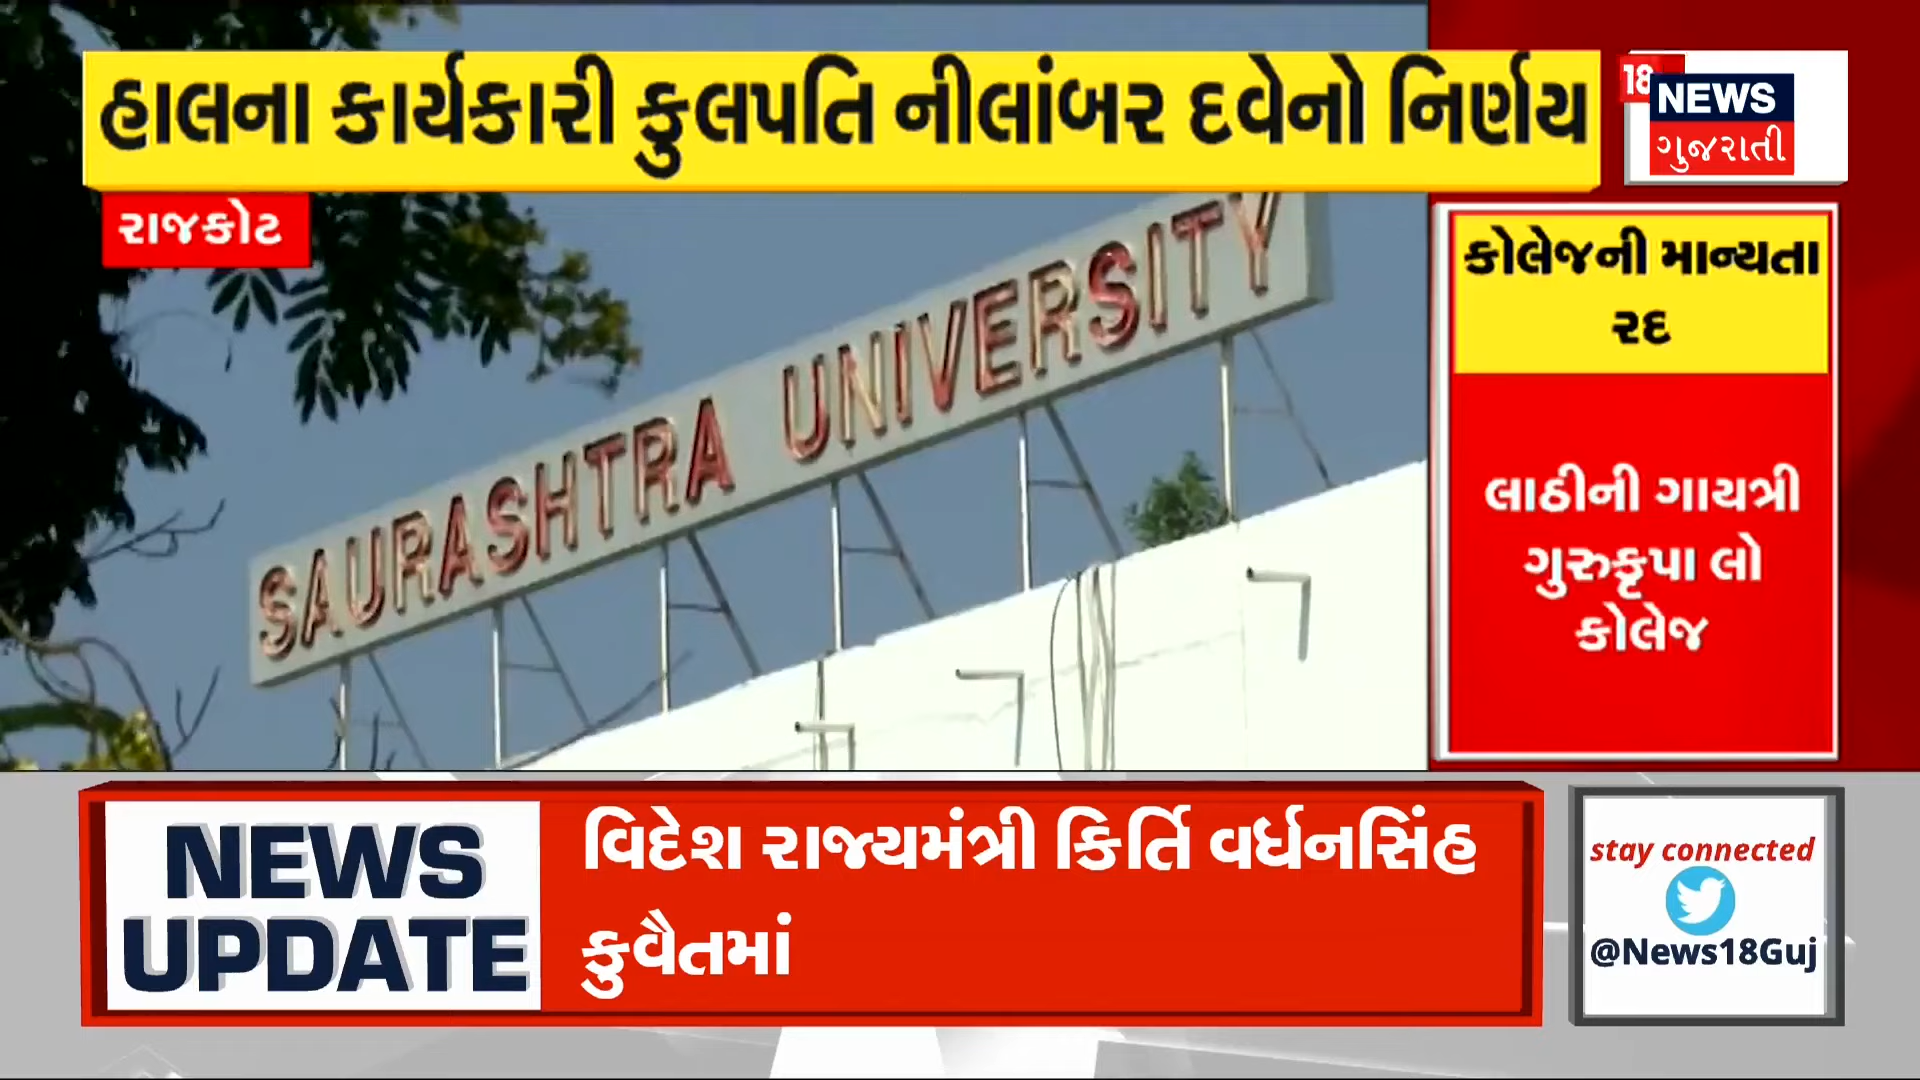 હાલના કાર્યકારી કુલપતિ નીલાંબર દવેનો નિર્ણય
18
NEWS
ગુજરાતી
રાજકોટ
SAURASHTRA UNIVERSITY
કોલેજની માન્યતા
રદ
લાઠીની ગાયત્રી
ગુરુકૃપા લો
કોલેજ
NEWS
UPDATE
વિદેશ રાજ્યમંત્રી કિર્તિ વર્ધનસિંહ
કુવૈતમાં
stay connected
@News18Guj